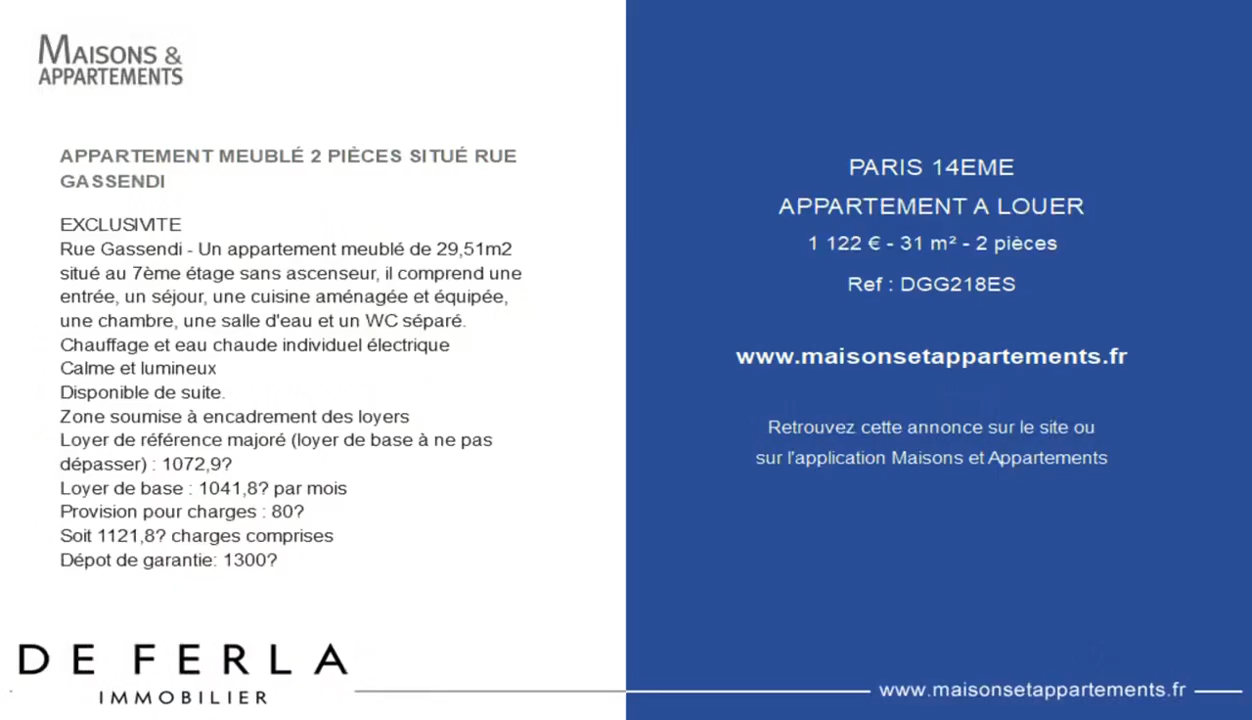 MAISONS &
APPARTEMENTS
APPARTEMENT MEUBLÉ 2 PIÈCES SITUÉ RUE
GASSENDI
EXCLUSIVITE
Rue Gassendi - Un appartement meublé de 29,51m2
situé au 7ème étage sans ascenseur, il comprend une
entrée, un séjour, une cuisine aménagée et équipée,
une chambre, une salle d'eau et un WC séparé.
Chauffage et eau chaude individuel électrique
Calme et lumineux
Disponible de suite.
Zone soumise à encadrement des loyers
Loyer de référence majoré (loyer de base à ne pas
dépasser) : 1072,9?
Loyer de base : 1041,8? par mois
Provision pour charges : 80?
Soit 1121,8? charges comprises
Dépot de garantie: 1300?
DE FERLA
IMMOBILIER
PARIS 14EME
APPARTEMENT A LOUER
1 122 € - 31 m² - 2 pièces
Ref : DGG218ES
www.maisonsetappartements.fr
Retrouvez cette annonce sur le site ou
sur l'application Maisons et Appartements
www.maisonsetappartements.fr